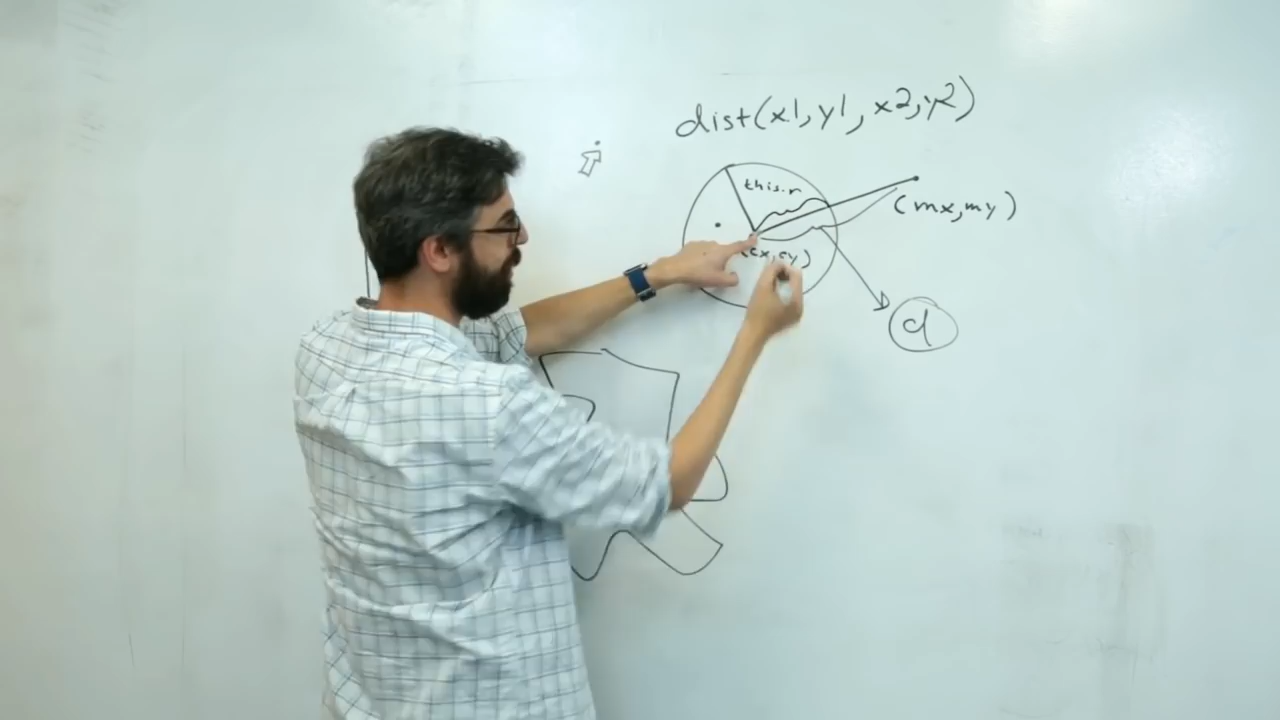 dist(x1, y1, x2, y2)
this.r
(mx, my)
(cx, cy)
d